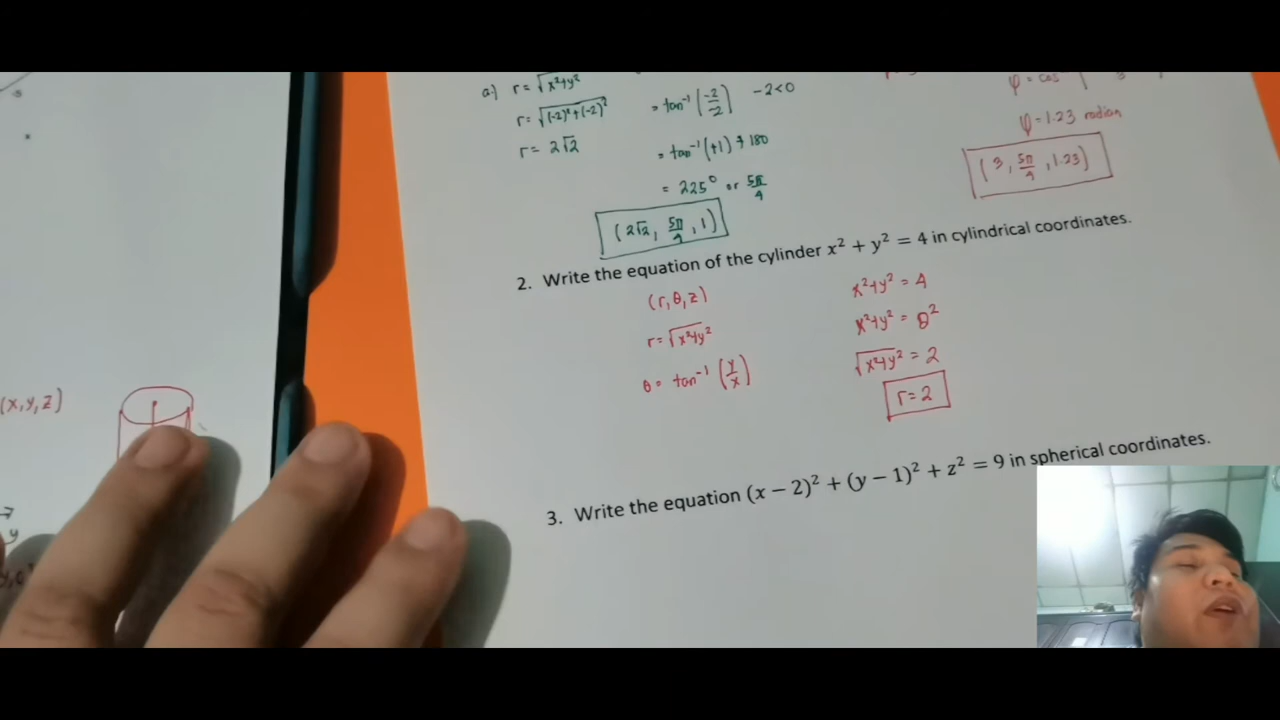 a.) r = √x²+y²
r = √(-2)²+(-2)²
r = 2√2
= tan⁻¹ (-2/2) -2<0
= tan⁻¹ (+1) + 180
= 225° or 5π/4
(2√2, 5π/4, 1)
φ = cos⁻¹
φ = 1.23 radian
(3, 5π/4, 1.23)
2. Write the equation of the cylinder x² + y² = 4 in cylindrical coordinates.
(r, θ, z)
r = √x²+y²
θ = tan⁻¹ (y/x)
x²+y² = 4
x²+y² =
√x²+y² = 2
r = 2
3. Write the equation (x − 2)² + (y − 1)² + z² = 9 in spherical coordinates.
(x, y, z)
y